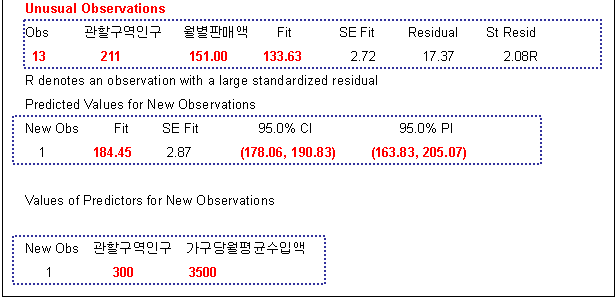 Unusual Observations
Obs 관할구역인구 월별판매액 Fit SE Fit Residual St Resid
13 211 151.00 133.63 2.72 17.37 2.08R
R denotes an observation with a large standardized residual
Predicted Values for New Observations
New Obs Fit SE Fit 95.0% CI 95.0% PI
1 184.45 2.87 (178.06, 190.83) (163.83, 205.07)
Values of Predictors for New Observations
New Obs 관할구역인구 가구당월평균수입액
1 300 3500